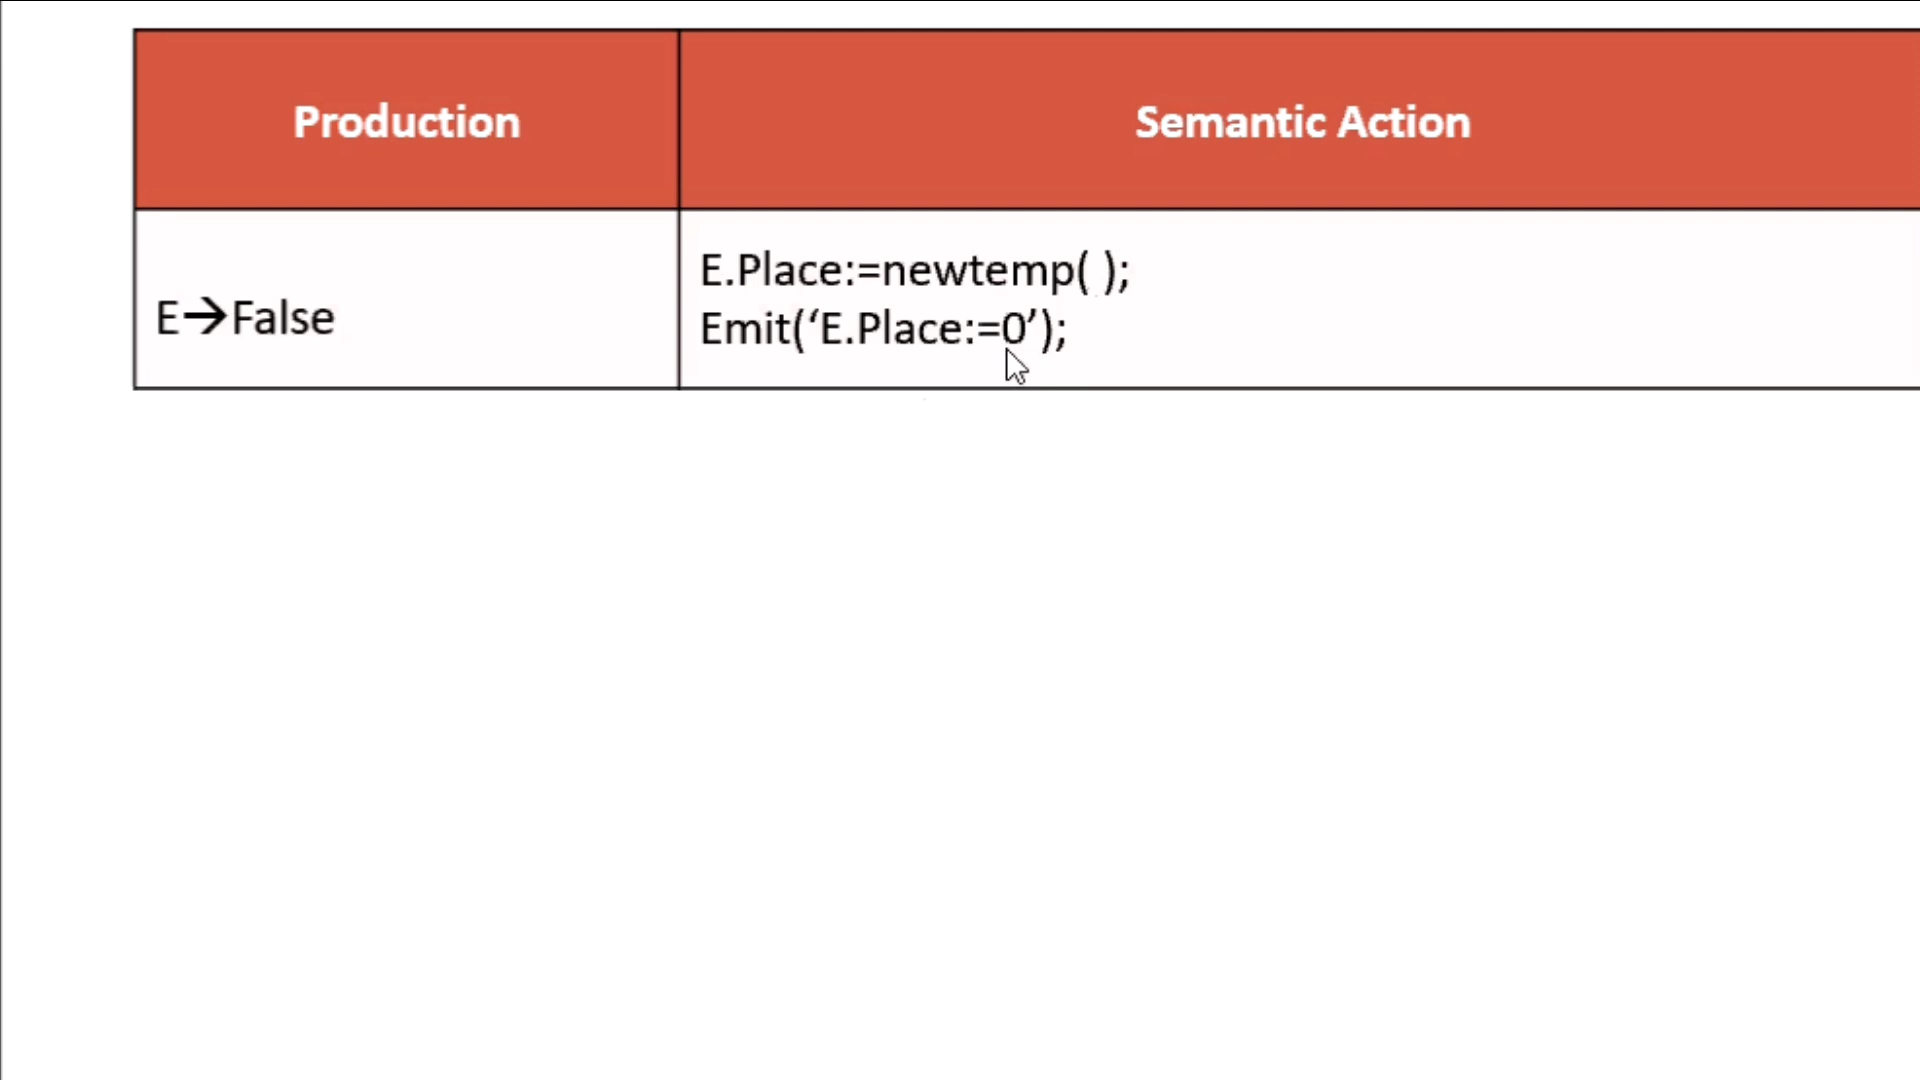 Production
Semantic Action
E→False
E.Place:=newtemp( );
Emit(‘E.Place:=0’);